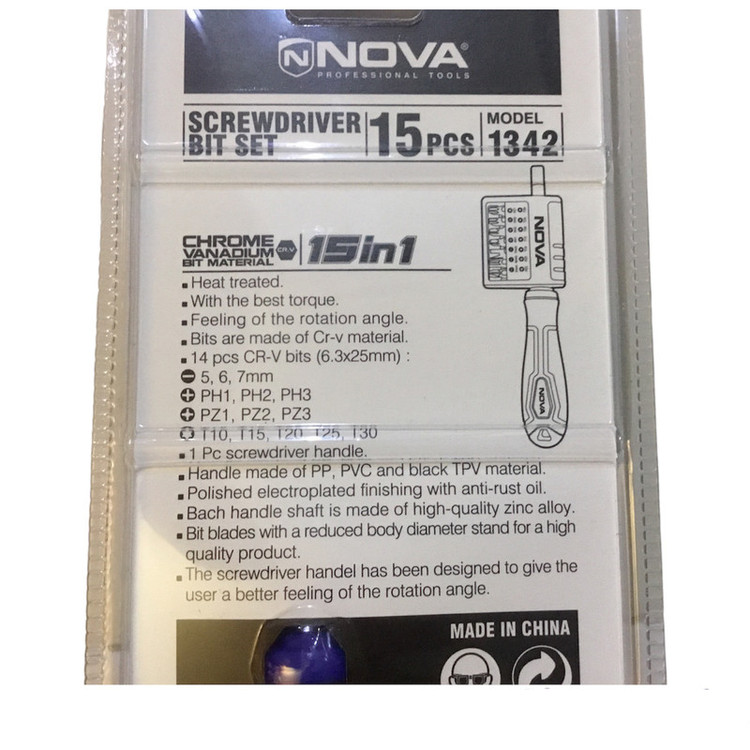 NOVA®
PROFESSIONAL TOOLS
SCREWDRIVER
BIT SET
15PCS
MODEL
1342
CHROME
VANADIUM
BIT MATERIAL
CR-V
15in1
NOVA
Heat treated.
With the best torque.
Feeling of the rotation angle.
Bits are made of Cr-v material.
14 pcs CR-V bits (6.3x25mm) :
5, 6, 7mm
PH1, PH2, PH3
PZ1, PZ2, PZ3
T10, T15, T20 T25, T30
1 Pc screwdriver handle.
NOVA
Handle made of PP, PVC and black TPV material.
Polished electroplated finishing with anti-rust oil.
Bach handle shaft is made of high-quality zinc alloy.
Bit blades with a reduced body diameter stand for a high
quality product.
The screwdriver handel has been designed to give the
user a better feeling of the rotation angle.
MADE IN CHINA